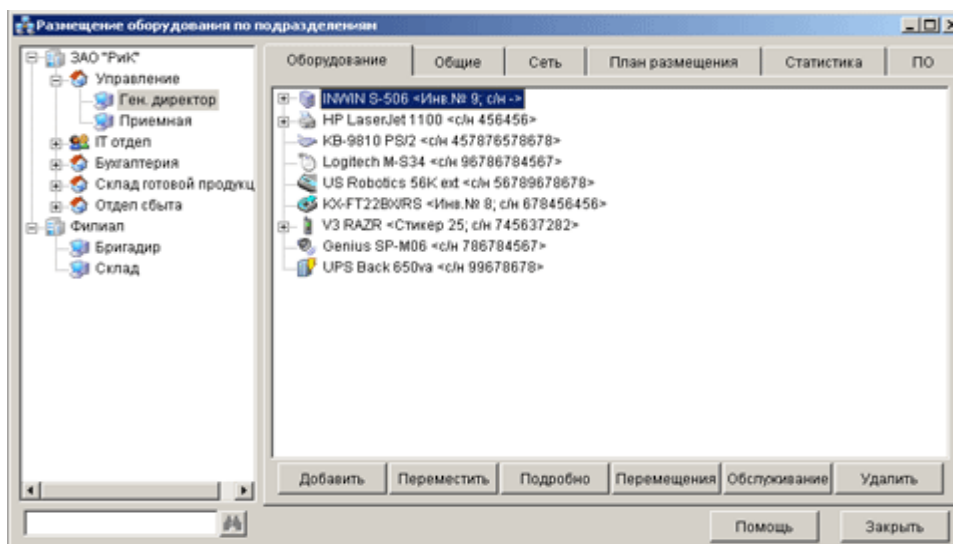 Размещение оборудования по подразделениям
ЗАО "РиК"
Управление
Ген. директор
Приемная
IT отдел
Бухгалтерия
Склад готовой продукц
Отдел сбыта
Филиал
Бригадир
Склад
Оборудование
Общие
Сеть
План размещения
Статистика
ПО
INWIN S-506 <Инв.№ 9; с/н ->
HP LaserJet 1100 <с/н 456456>
KB-9810 PS/2 <с/н 457876578678>
Logitech M-S34 <с/н 96786784567>
US Robotics 56K ext <с/н 56789678678>
KX-FT22BX/RS <Инв.№ 8; с/н 678456456>
V3 RAZR <Стикер 25; с/н 745637282>
Genius SP-M06 <с/н 786784567>
UPS Back 650va <с/н 99678678>
Добавить
Переместить
Подробно
Перемещения
Обслуживание
Удалить
Помощь
Закрыть